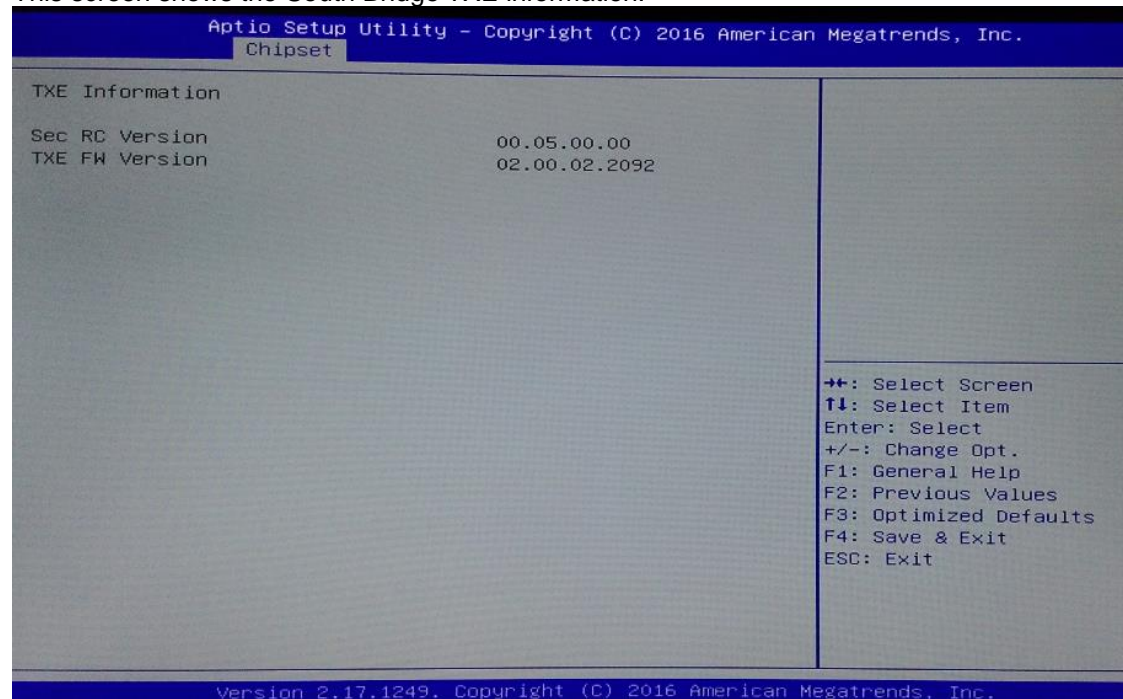 This screen shows the South Bridge TXE information.
Aptio Setup Utility – Copyright (C) 2016 American Megatrends, Inc.
Chipset
TXE Information
Sec RC Version 00.05.00.00
TXE FW Version 02.00.02.2092
→←: Select Screen
↑↓: Select Item
Enter: Select
+/-: Change Opt.
F1: General Help
F2: Previous Values
F3: Optimized Defaults
F4: Save & Exit
ESC: Exit
Version 2.17.1249. Copyright (C) 2016 American Megatrends, Inc.